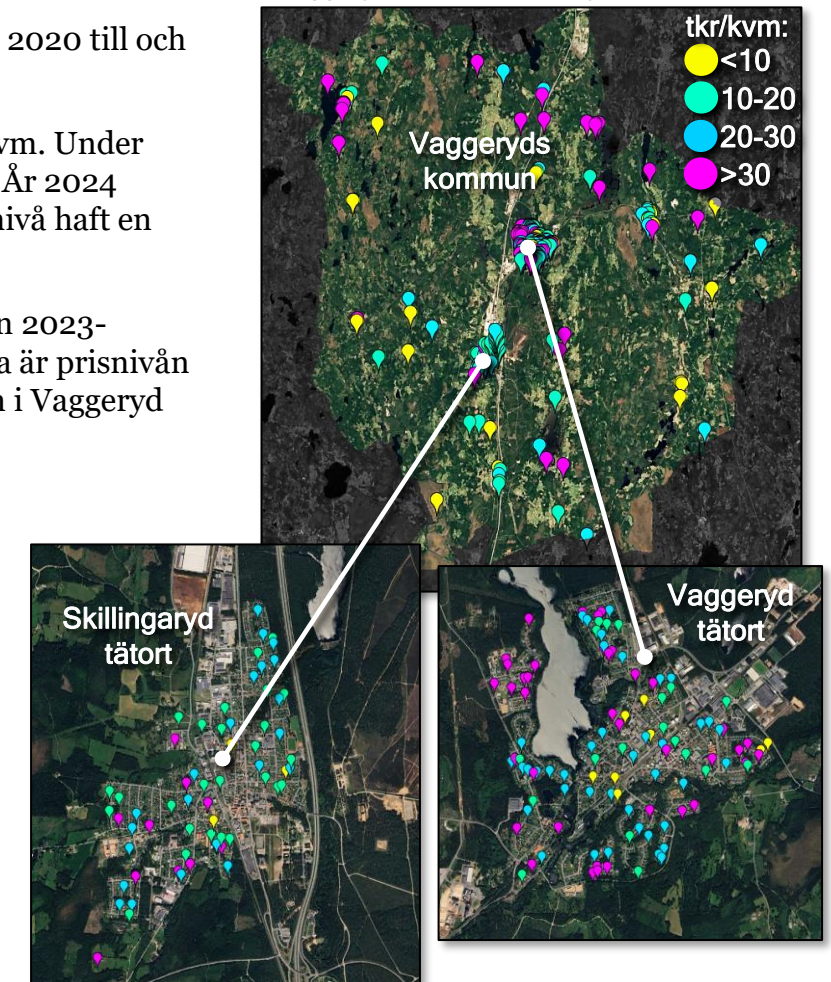 2020 till och
vm. Under
År 2024
nivå haft en
n 2023-
a är prisnivån
n i Vaggeryd
tkr/kvm:
<10
10-20
20-30
>30
Vaggeryds
kommun
Skillingaryd
tätort
Vaggeryd
tätort